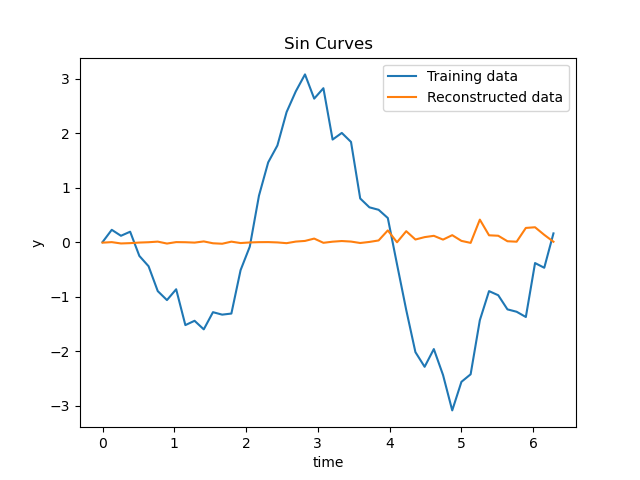 Sin Curves
Training data
Reconstructed data
3
2
1
0
−1
−2
−3
y
0 1 2 3 4 5 6
time